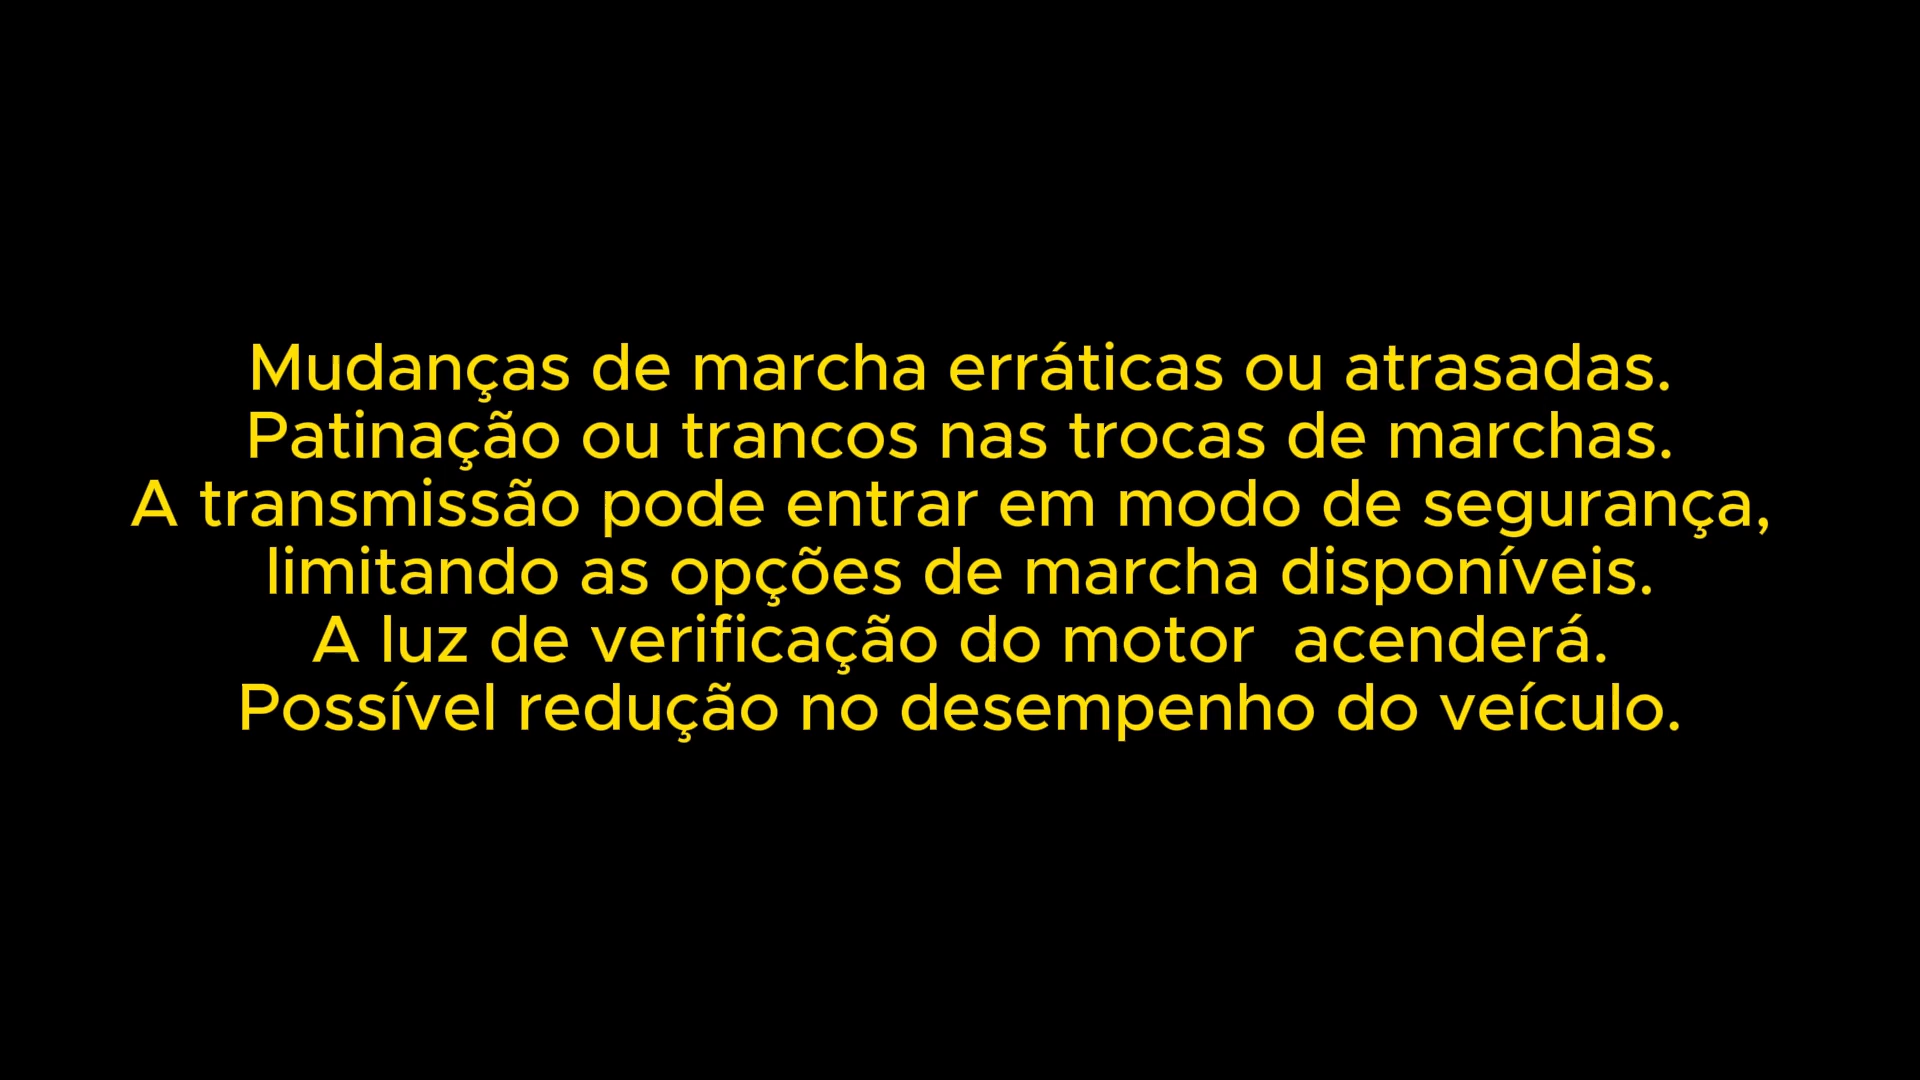 Mudanças de marcha erráticas ou atrasadas.
Patinação ou trancos nas trocas de marchas.
A transmissão pode entrar em modo de segurança,
limitando as opções de marcha disponíveis.
A luz de verificação do motor  acenderá.
Possível redução no desempenho do veículo.